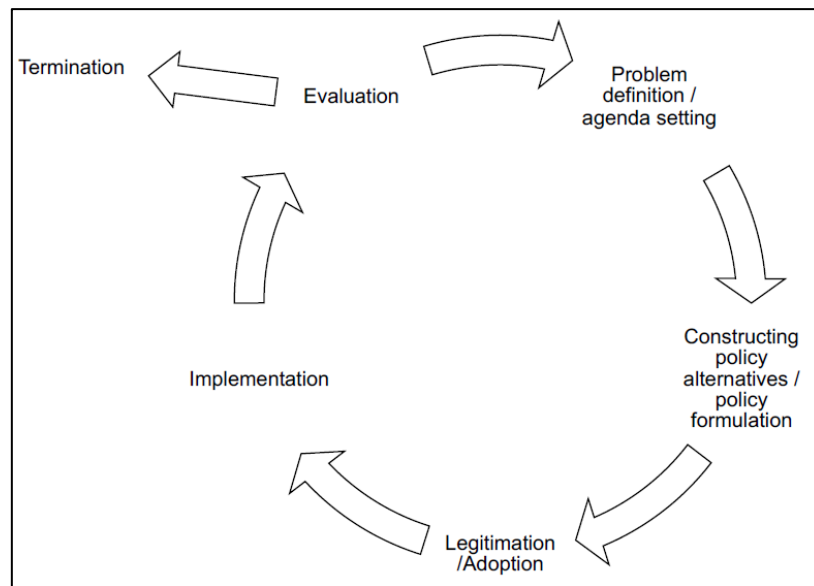 Termination
Evaluation
Problem
definition /
agenda setting
Constructing
policy
alternatives /
policy
formulation
Legitimation
/Adoption
Implementation